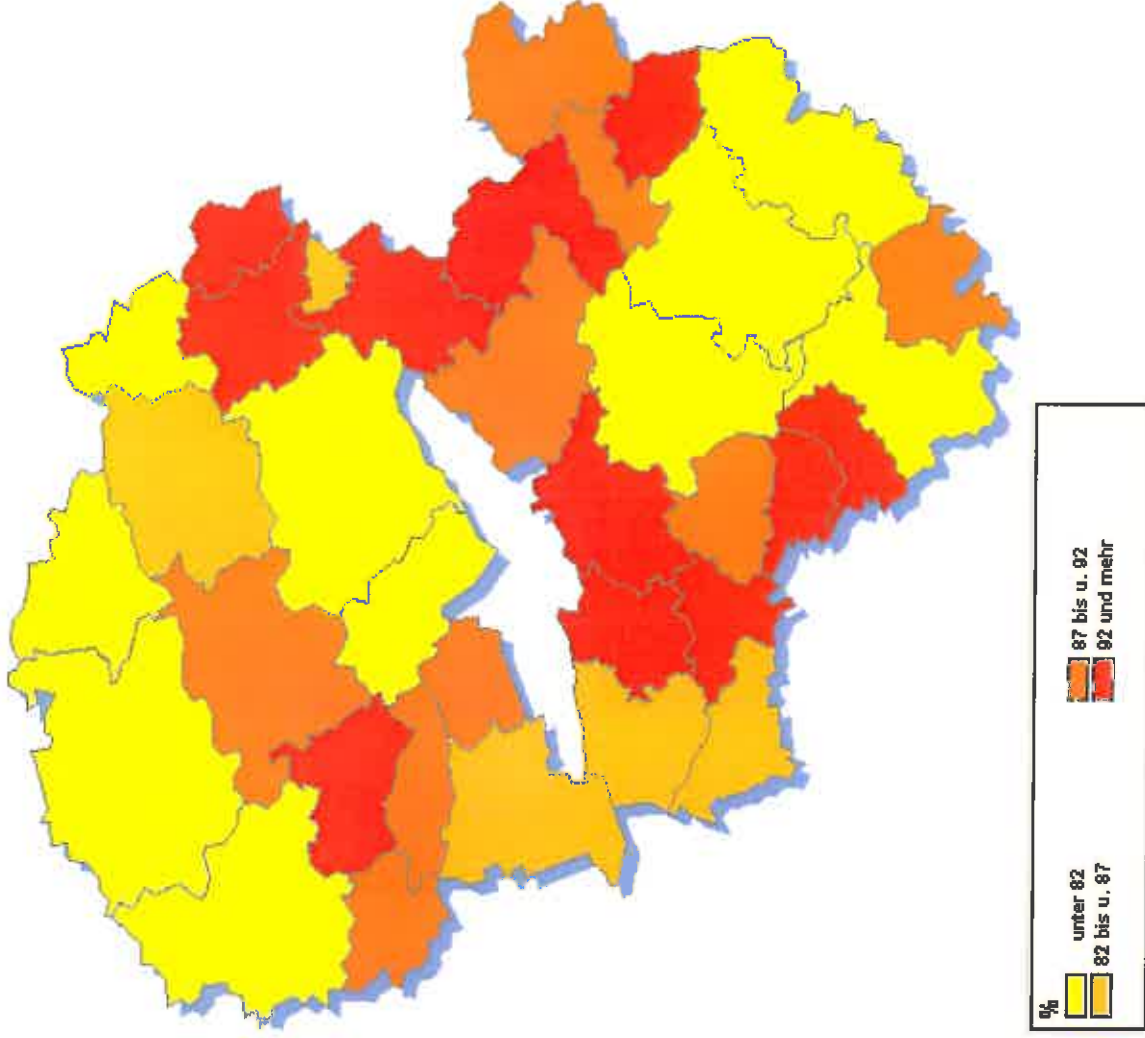 %
unter 82
82 bis u. 87
87 bis u. 92
92 und mehr